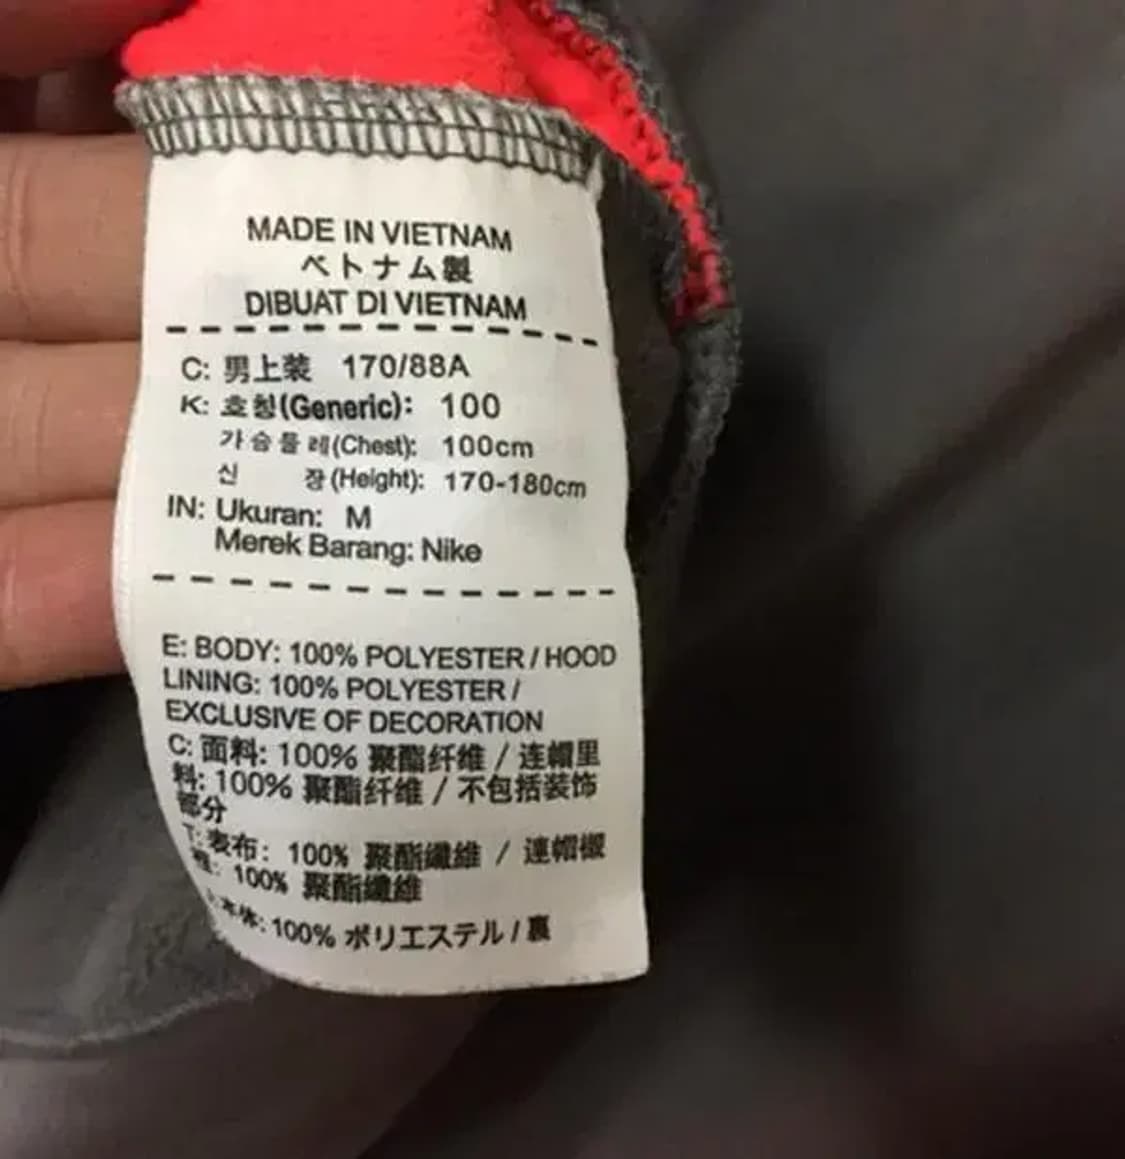 MADE IN VIETNAM
ベトナム製
DIBUAT DI VIETNAM
C: 男上装 170/88A
K: 호칭(Generic): 100
가슴둘레(Chest): 100cm
신 장(Height): 170-180cm
IN: Ukuran: M
Merek Barang: Nike
E: BODY: 100% POLYESTER / HOOD
LINING: 100% POLYESTER /
EXCLUSIVE OF DECORATION
C: 面料: 100% 聚酯纤维 / 连帽里
料: 100% 聚酯纤维 / 不包括装饰
部分
T: 表布: 100% 聚酯纖維 / 連帽襯
裡: 100% 聚酯纖維
本体: 100% ポリエステル / 裏